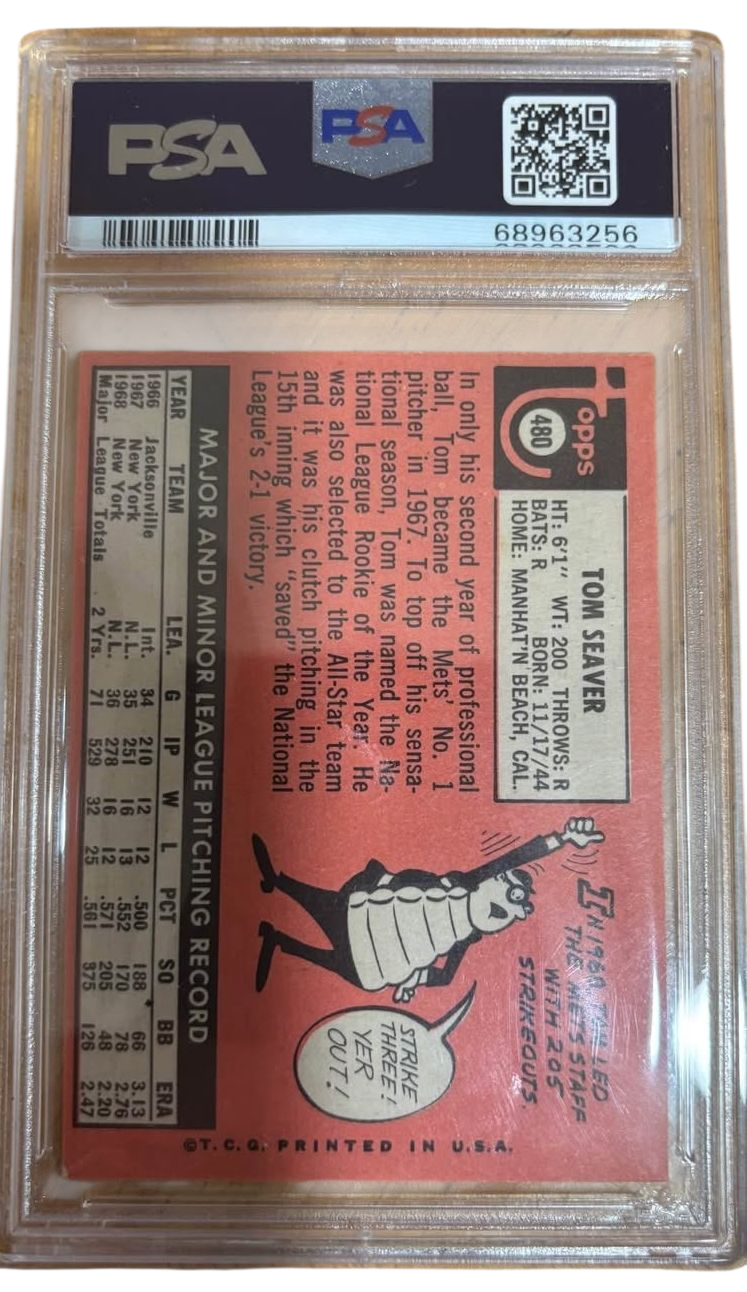 PSA
PSA
68963256
Topps
480
TOM SEAVER
HT: 6'1" WT: 200 THROWS: R
BATS: R BORN: 11/17/44
HOME: MANHAT'N BEACH, CAL.
In only his second year of professional
ball, Tom became the Mets' No. 1
pitcher in 1967. To top off his sensa-
tional season, Tom was named the Na-
tional League Rookie of the Year. He
was also selected to the All-Star team
and it was his clutch pitching in the
15th inning which "saved" the National
League's 2-1 victory.
IN 1968, TOM LED
THE METS STAFF
WITH 205
STRIKEOUTS.
STRIKE
THREE!
YER
OUT!
MAJOR AND MINOR LEAGUE PITCHING RECORD
YEAR TEAM LEA. G IP W L PCT SO BB ERA
1966 Jacksonville Int. 34 210 12 12 .500 188 66 3.13
1967 New York N.L. 35 251 16 13 .552 170 78 2.76
1968 New York N.L. 36 278 16 12 .571 205 48 2.20
Major League Totals 2 Yrs. 71 529 32 25 .561 375 126 2.47
©T.C.G. PRINTED IN U.S.A.